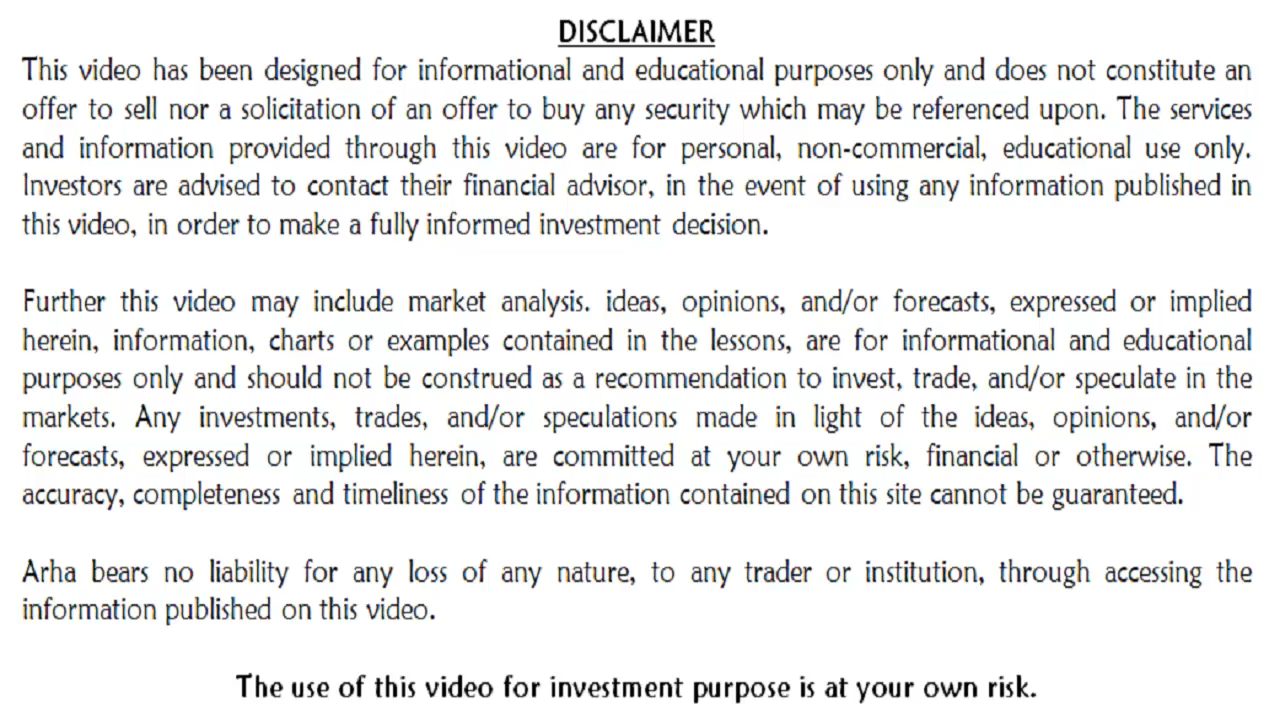 DISCLAIMER
This video has been designed for informational and educational purposes only and does not constitute an
offer to sell nor a solicitation of an offer to buy any security which may be referenced upon. The services
and information provided through this video are for personal, non-commercial, educational use only.
Investors are advised to contact their financial advisor, in the event of using any information published in
this video, in order to make a fully informed investment decision.
Further this video may include market analysis. ideas, opinions, and/or forecasts, expressed or implied
herein, information, charts or examples contained in the lessons, are for informational and educational
purposes only and should not be construed as a recommendation to invest, trade, and/or speculate in the
markets. Any investments, trades, and/or speculations made in light of the ideas, opinions, and/or
forecasts, expressed or implied herein, are committed at your own risk, financial or otherwise. The
accuracy, completeness and timeliness of the information contained on this site cannot be guaranteed.
Arha bears no liability for any loss of any nature, to any trader or institution, through accessing the
information published on this video.
The use of this video for investment purpose is at your own risk.